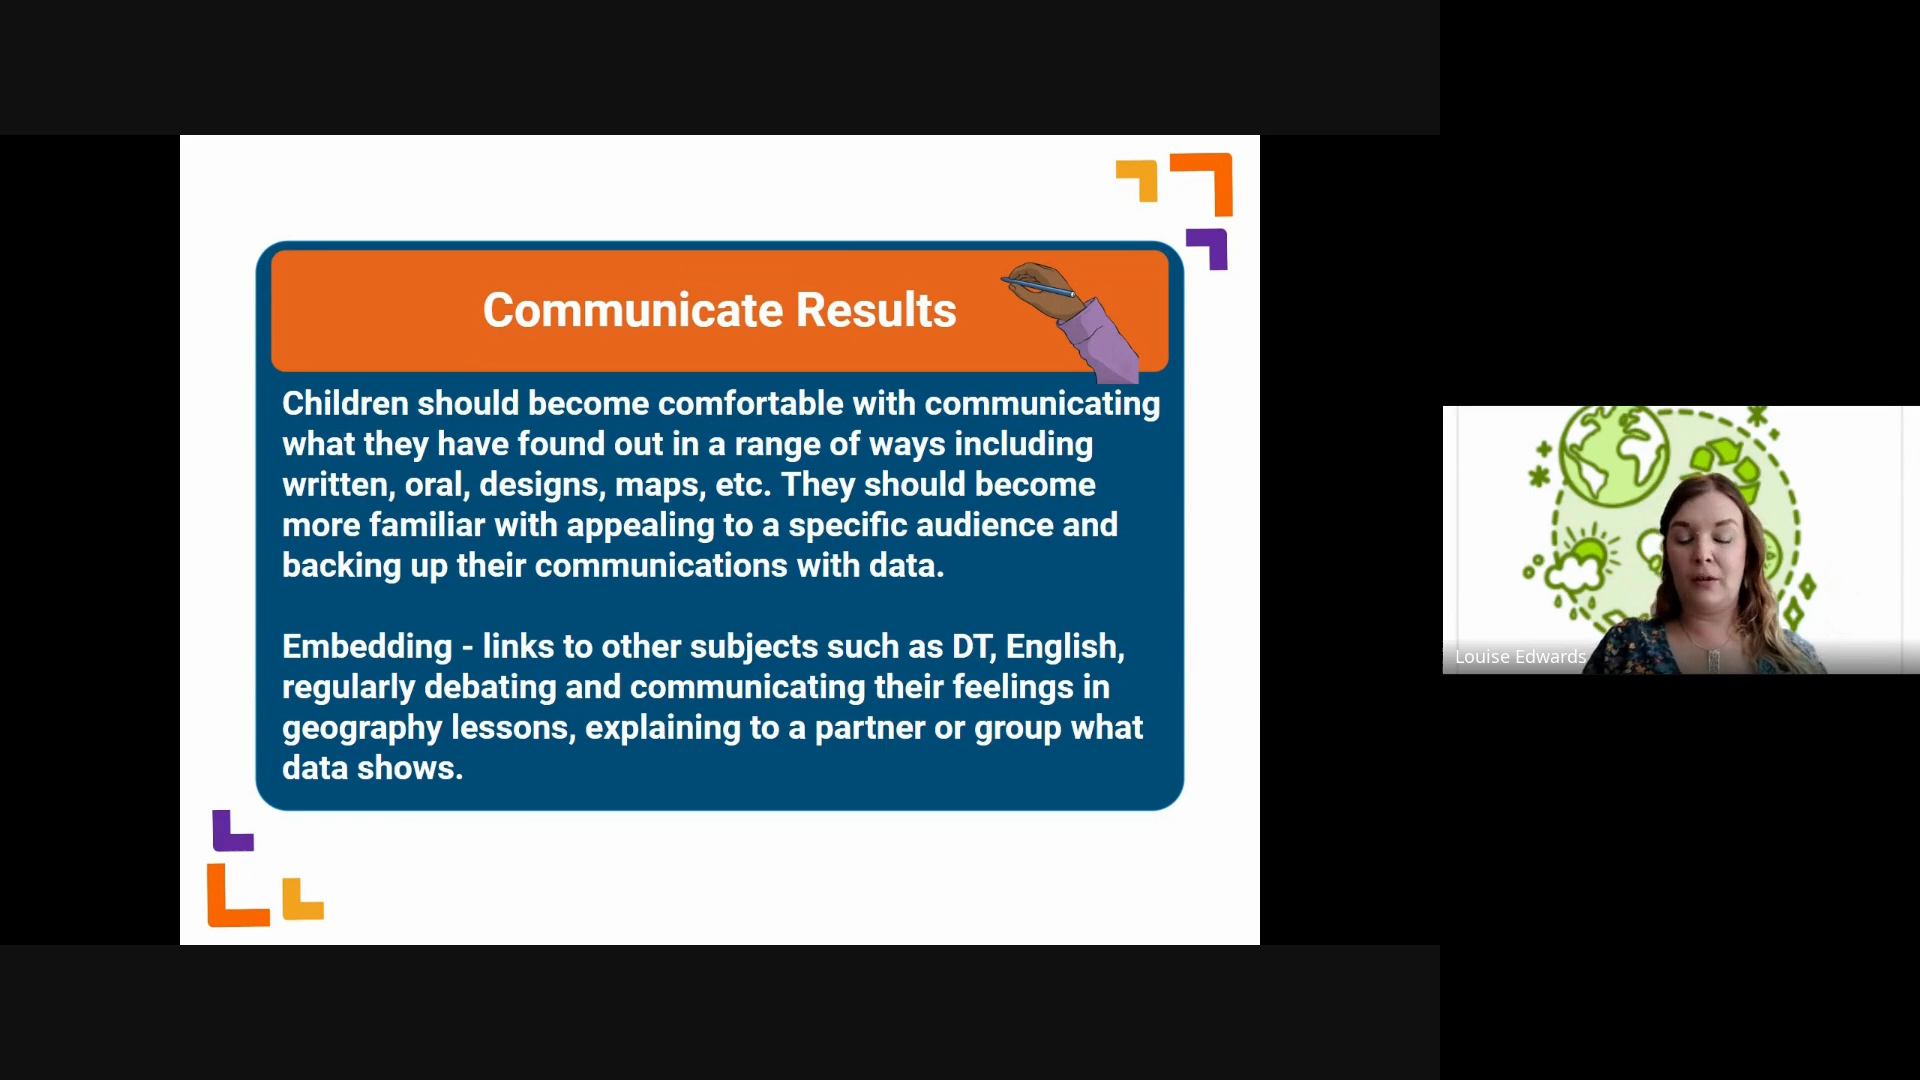 Communicate Results
Children should become comfortable with communicating
what they have found out in a range of ways including
written, oral, designs, maps, etc. They should become
more familiar with appealing to a specific audience and
backing up their communications with data.
Embedding - links to other subjects such as DT, English,
regularly debating and communicating their feelings in
geography lessons, explaining to a partner or group what
data shows.
Louise Edwards